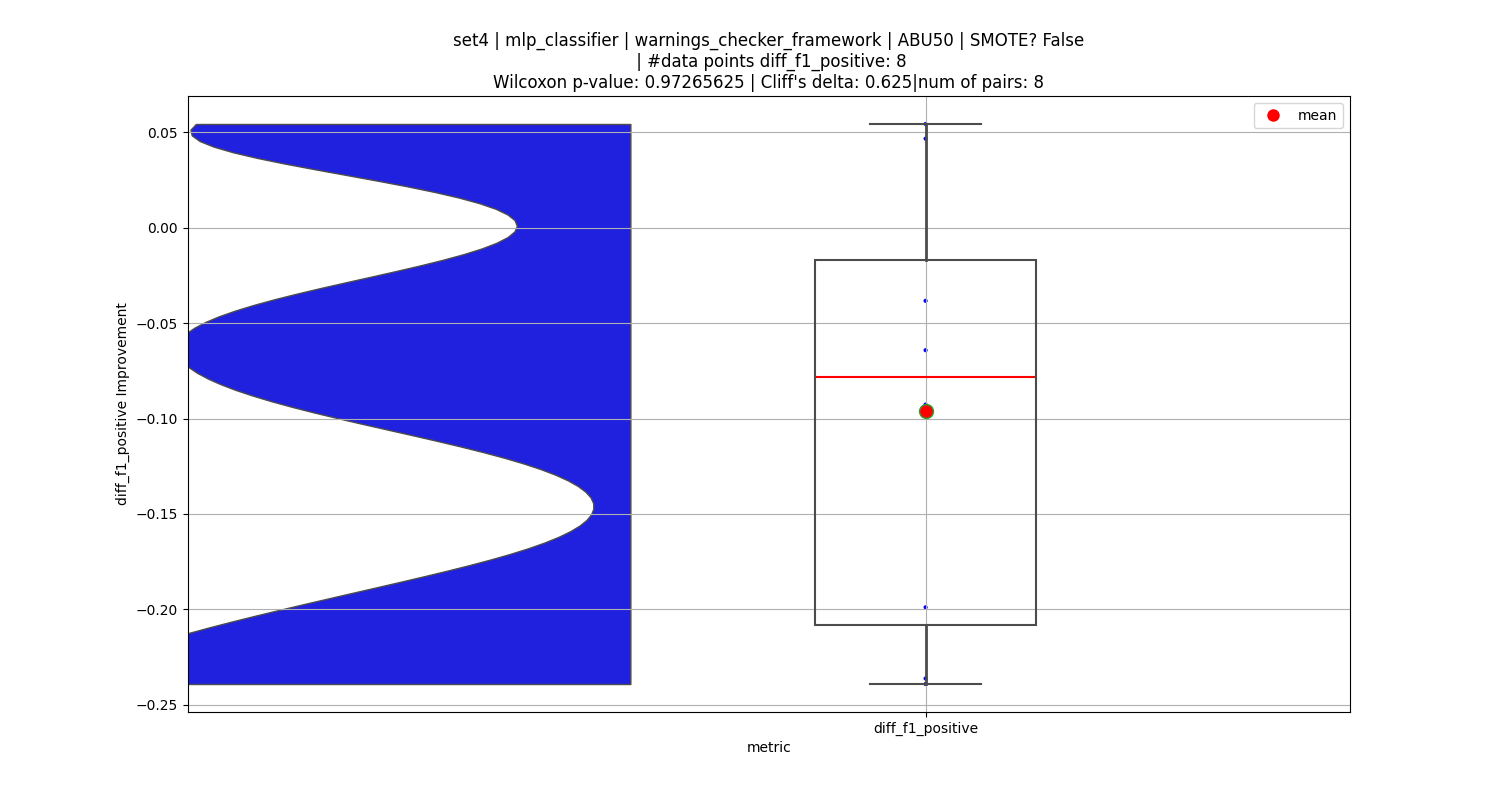 set4 | mlp_classifier | warnings_checker_framework | ABU50 | SMOTE? False
| #data points diff_f1_positive: 8
Wilcoxon p-value: 0.97265625 | Cliff's delta: 0.625|num of pairs: 8
mean
0.05
0.00
−0.05
−0.10
−0.15
−0.20
−0.25
diff_f1_positive Improvement
diff_f1_positive
metric